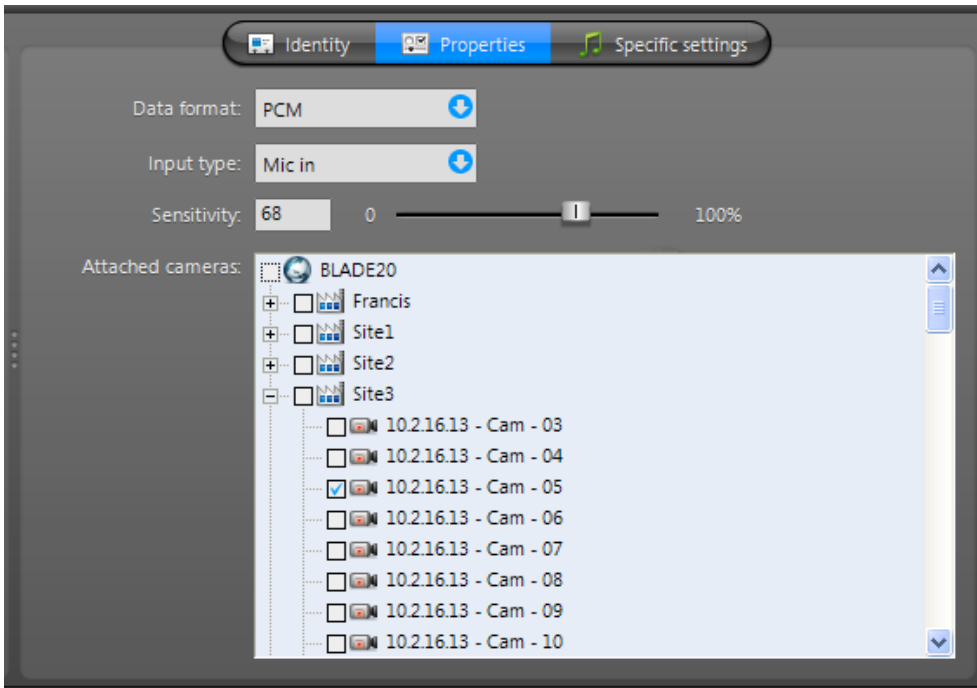 Identity Properties Specific settings
Data format: PCM
Input type: Mic in
Sensitivity: 68 0 100%
Attached cameras: BLADE20
Francis
Site1
Site2
Site3
10.2.16.13 - Cam - 03
10.2.16.13 - Cam - 04
10.2.16.13 - Cam - 05
10.2.16.13 - Cam - 06
10.2.16.13 - Cam - 07
10.2.16.13 - Cam - 08
10.2.16.13 - Cam - 09
10.2.16.13 - Cam - 10